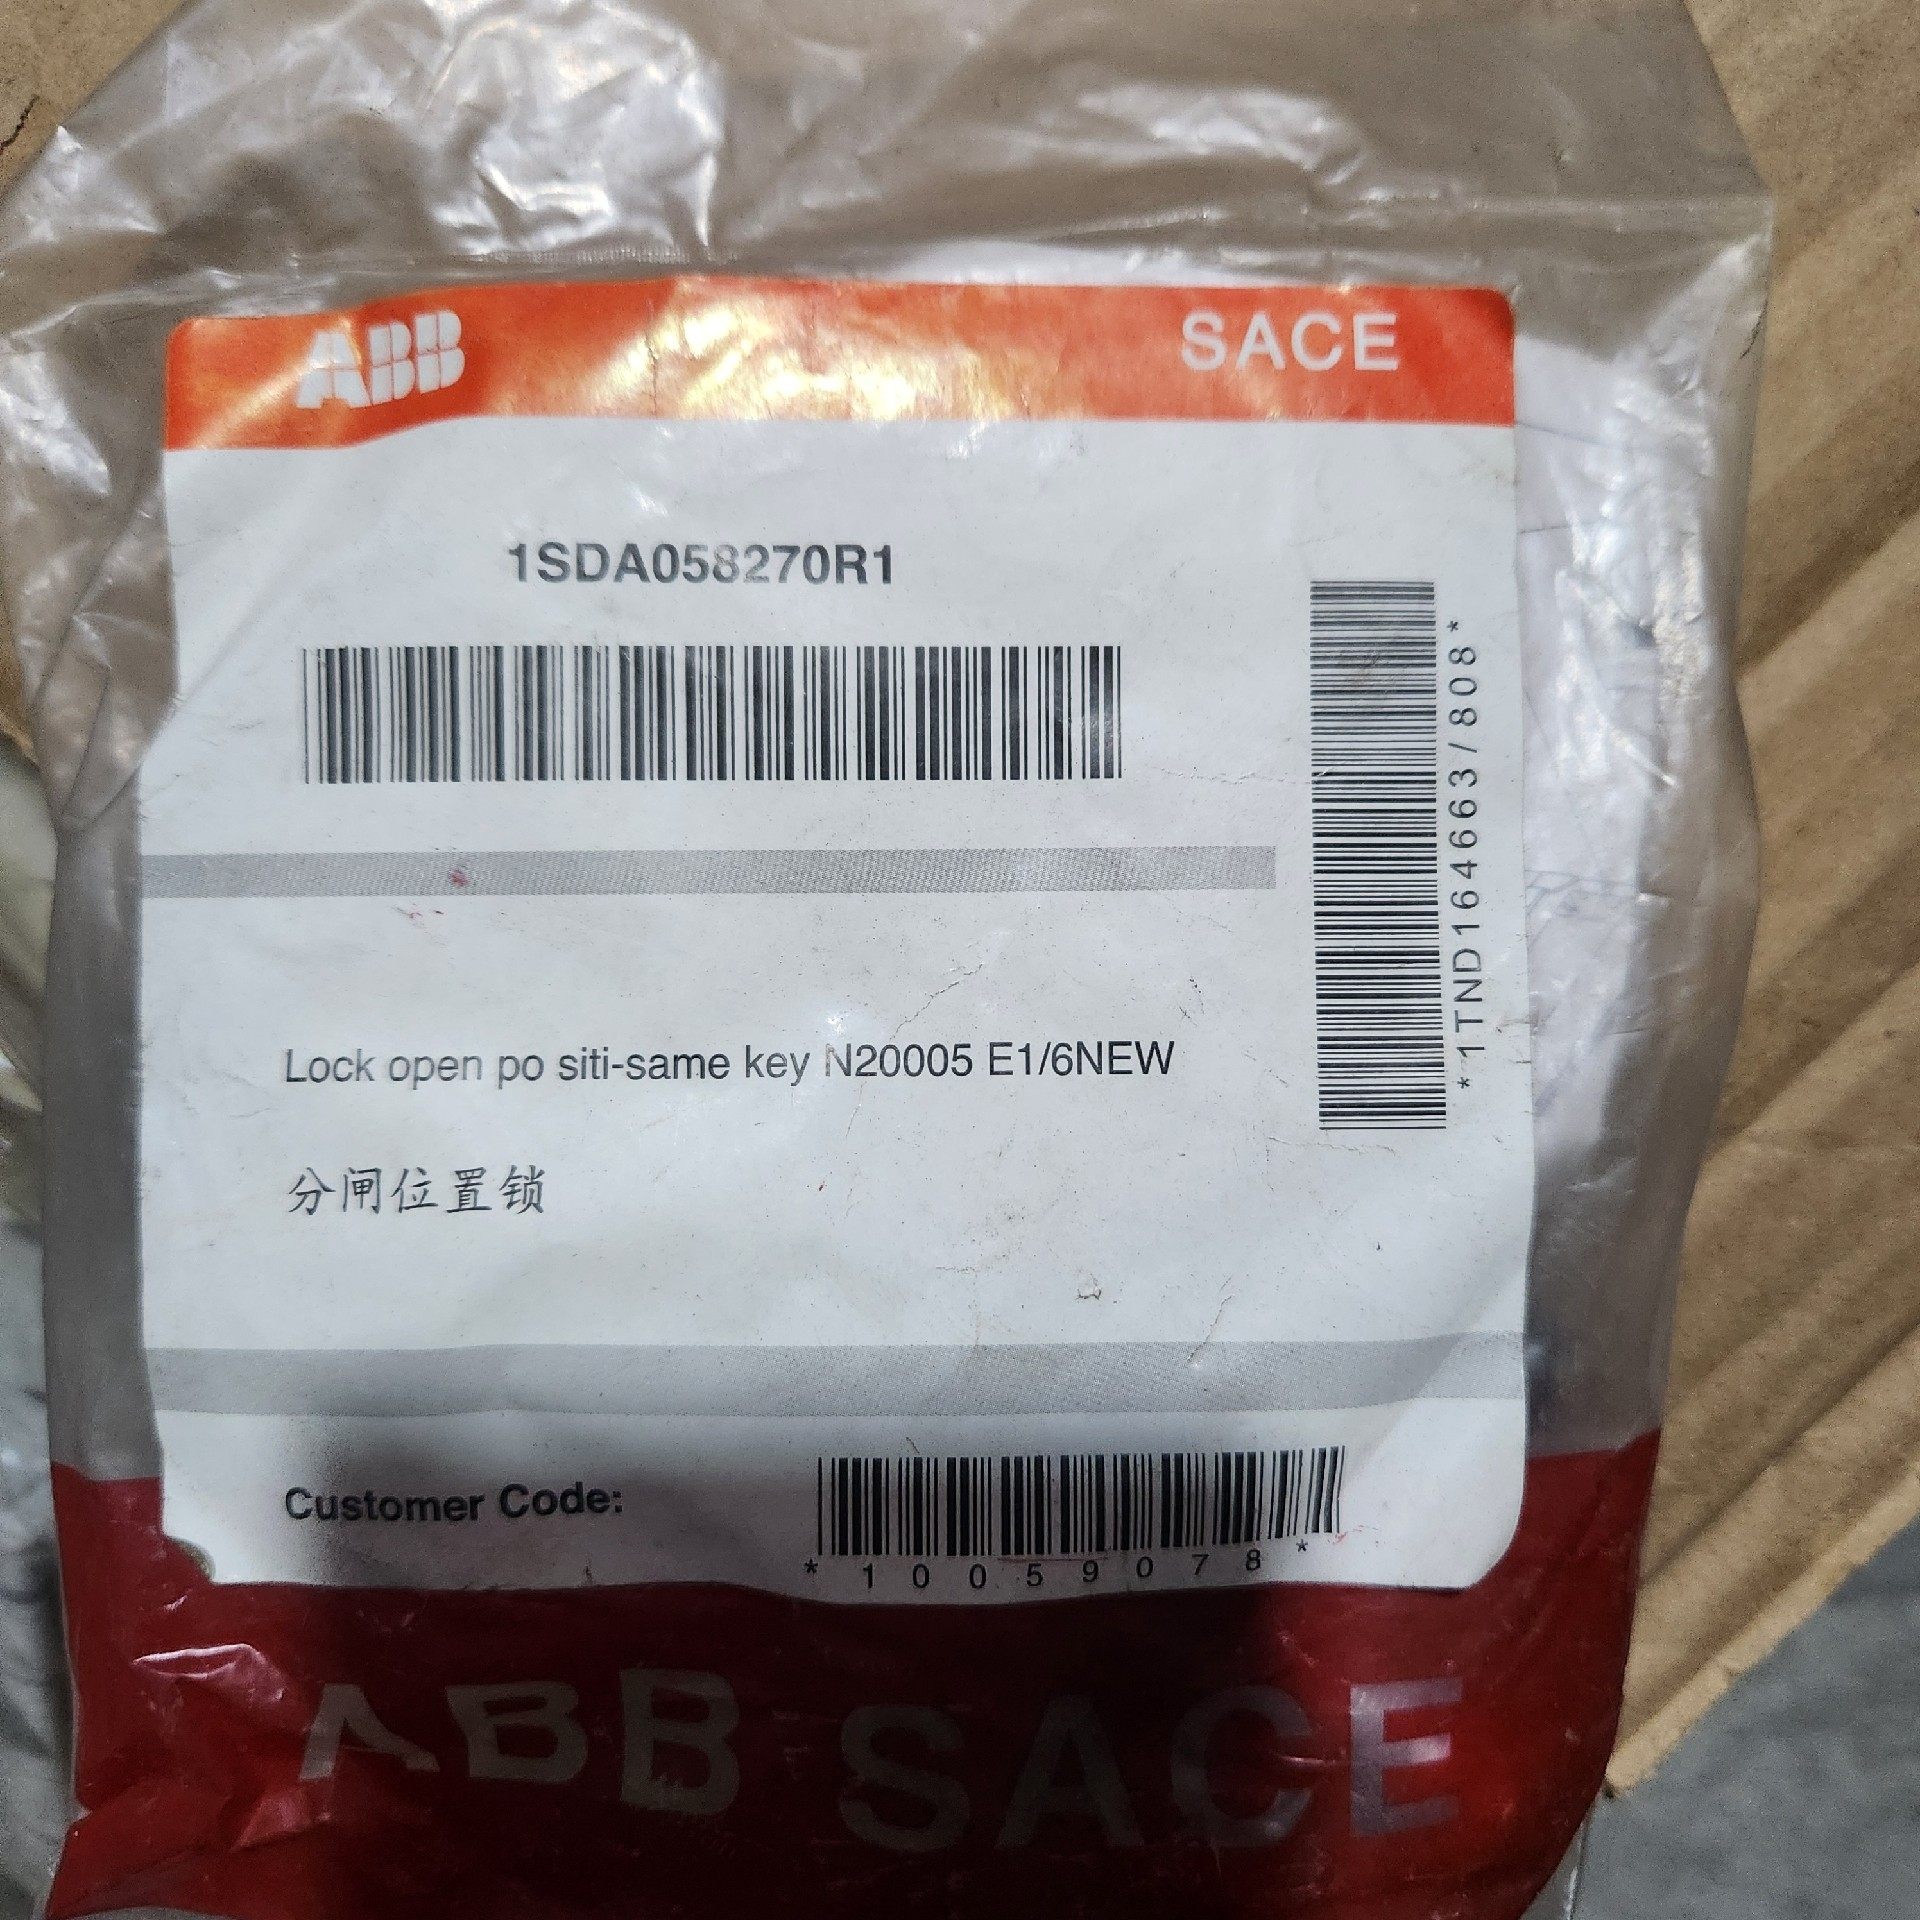 ABB SACE
1SDA058270R1
*1TND164663/808*
Lock open po siti-same key N20005 E1/6NEW
分闸位置锁
Customer Code:
*10059078*
ABB SACE